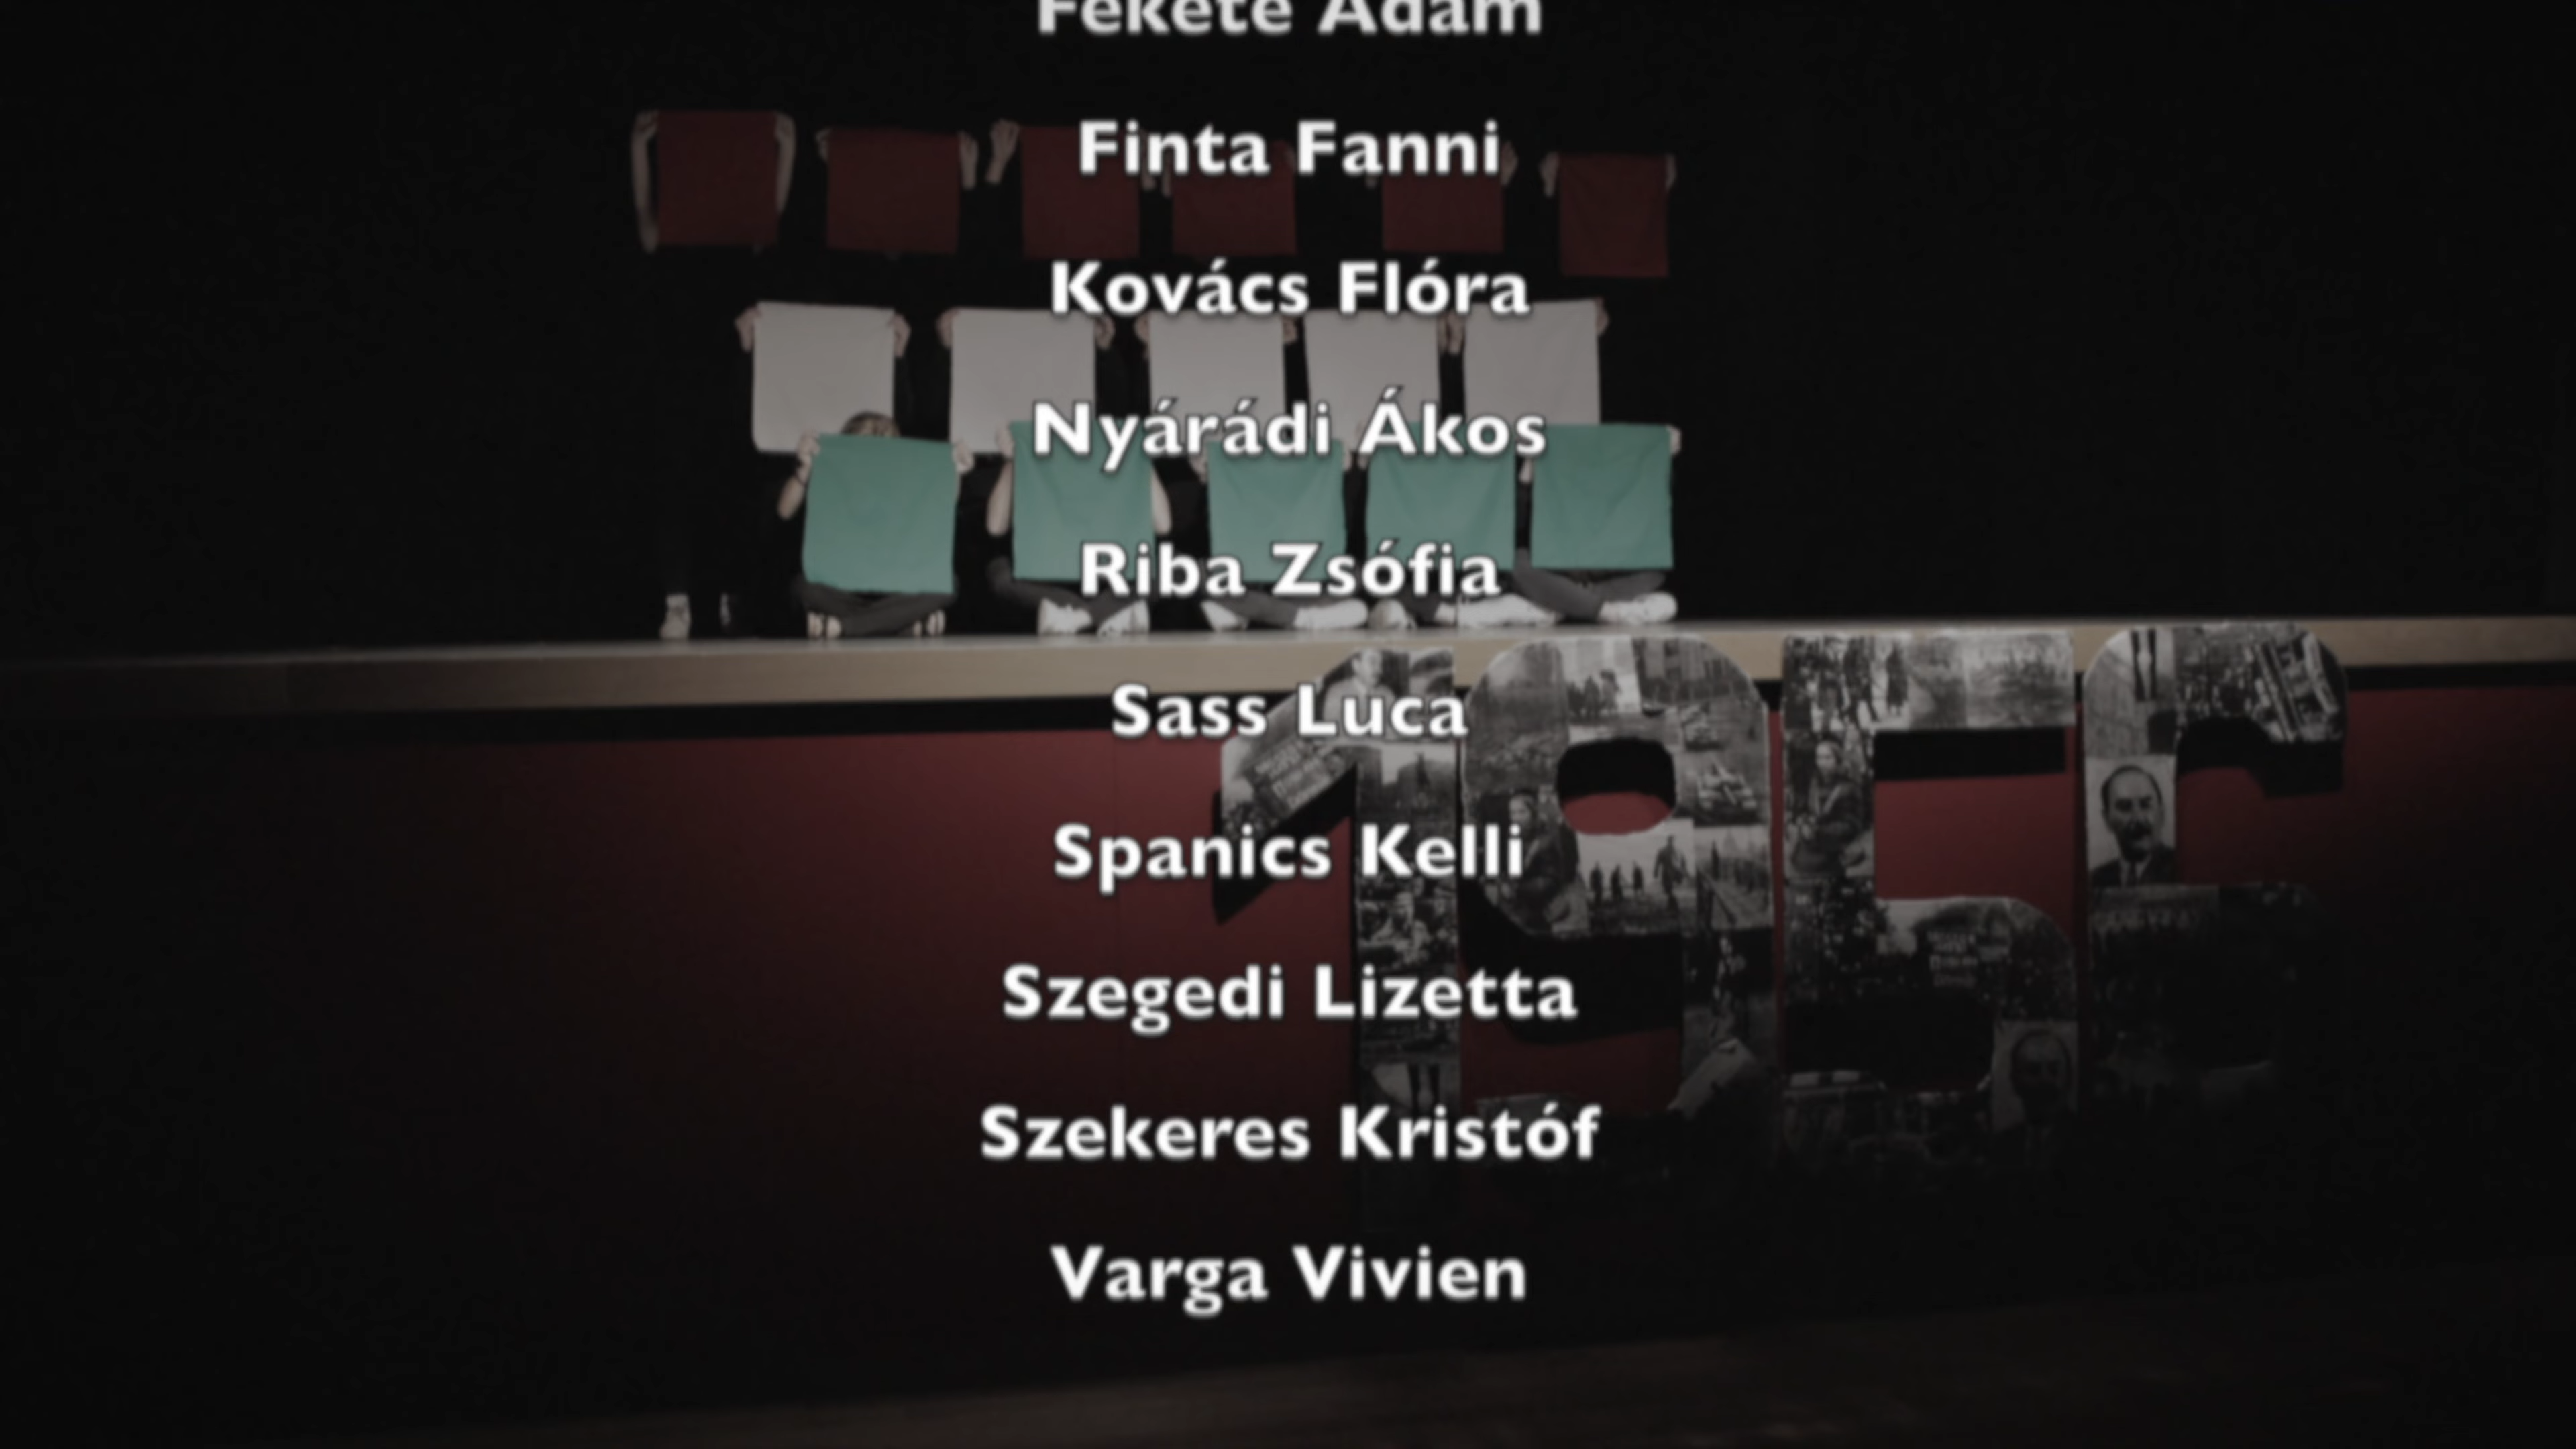 Fekete Ádám
Finta Fanni
Kovács Flóra
Nyárádi Ákos
Riba Zsófia
Sass Luca
1956
Spanics Kelli
Szegedi Lizetta
Szekeres Kristóf
Varga Vivien